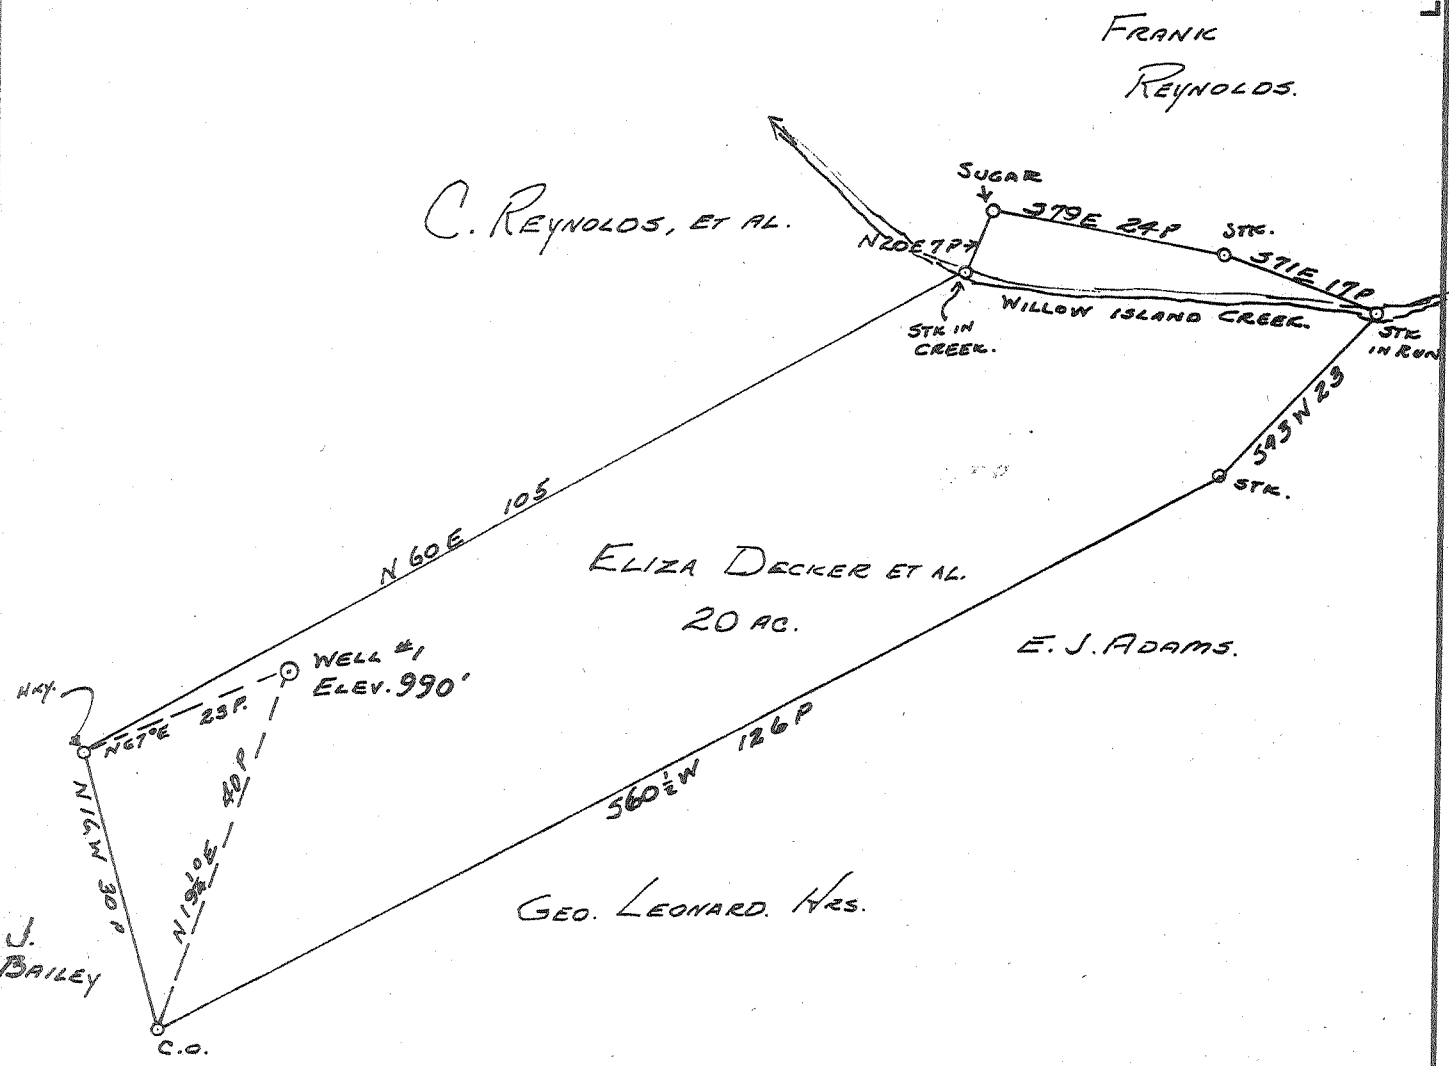 FRANK
REYNOLDS.
SUGAR
C. REYNOLDS, ET AL.
S79E 24P
STK.
N20E 7P
S71E 17P
WILLOW ISLAND CREEK.
STK IN
CREEK.
STK
IN RUN
S43W 23
STK.
N60E 105
ELIZA DECKER ET AL.
20 AC.
E. J. ADAMS.
WELL #1
ELEV. 990'
HKY.
N67°E 23P.
126P
S60½W
40P
N16W 30P
N19½°E
GEO. LEONARD. HRS.
J.
BAILEY
C.O.